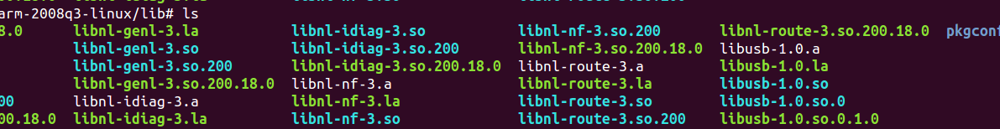 arm-2008q3-linux/lib# ls
8.0 libnl-genl-3.la libnl-idiag-3.so libnl-nf-3.so.200 libnl-route-3.so.200.18.0 pkgconf
libnl-genl-3.so libnl-idiag-3.so.200 libnl-nf-3.so.200.18.0 libusb-1.0.a
libnl-genl-3.so.200 libnl-idiag-3.so.200.18.0 libnl-route-3.a libusb-1.0.la
libnl-genl-3.so.200.18.0 libnl-nf-3.a libnl-route-3.la libusb-1.0.so
00 libnl-idiag-3.a libnl-nf-3.la libnl-route-3.so libusb-1.0.so.0
00.18.0 libnl-idiag-3.la libnl-nf-3.so libnl-route-3.so.200 libusb-1.0.so.0.1.0